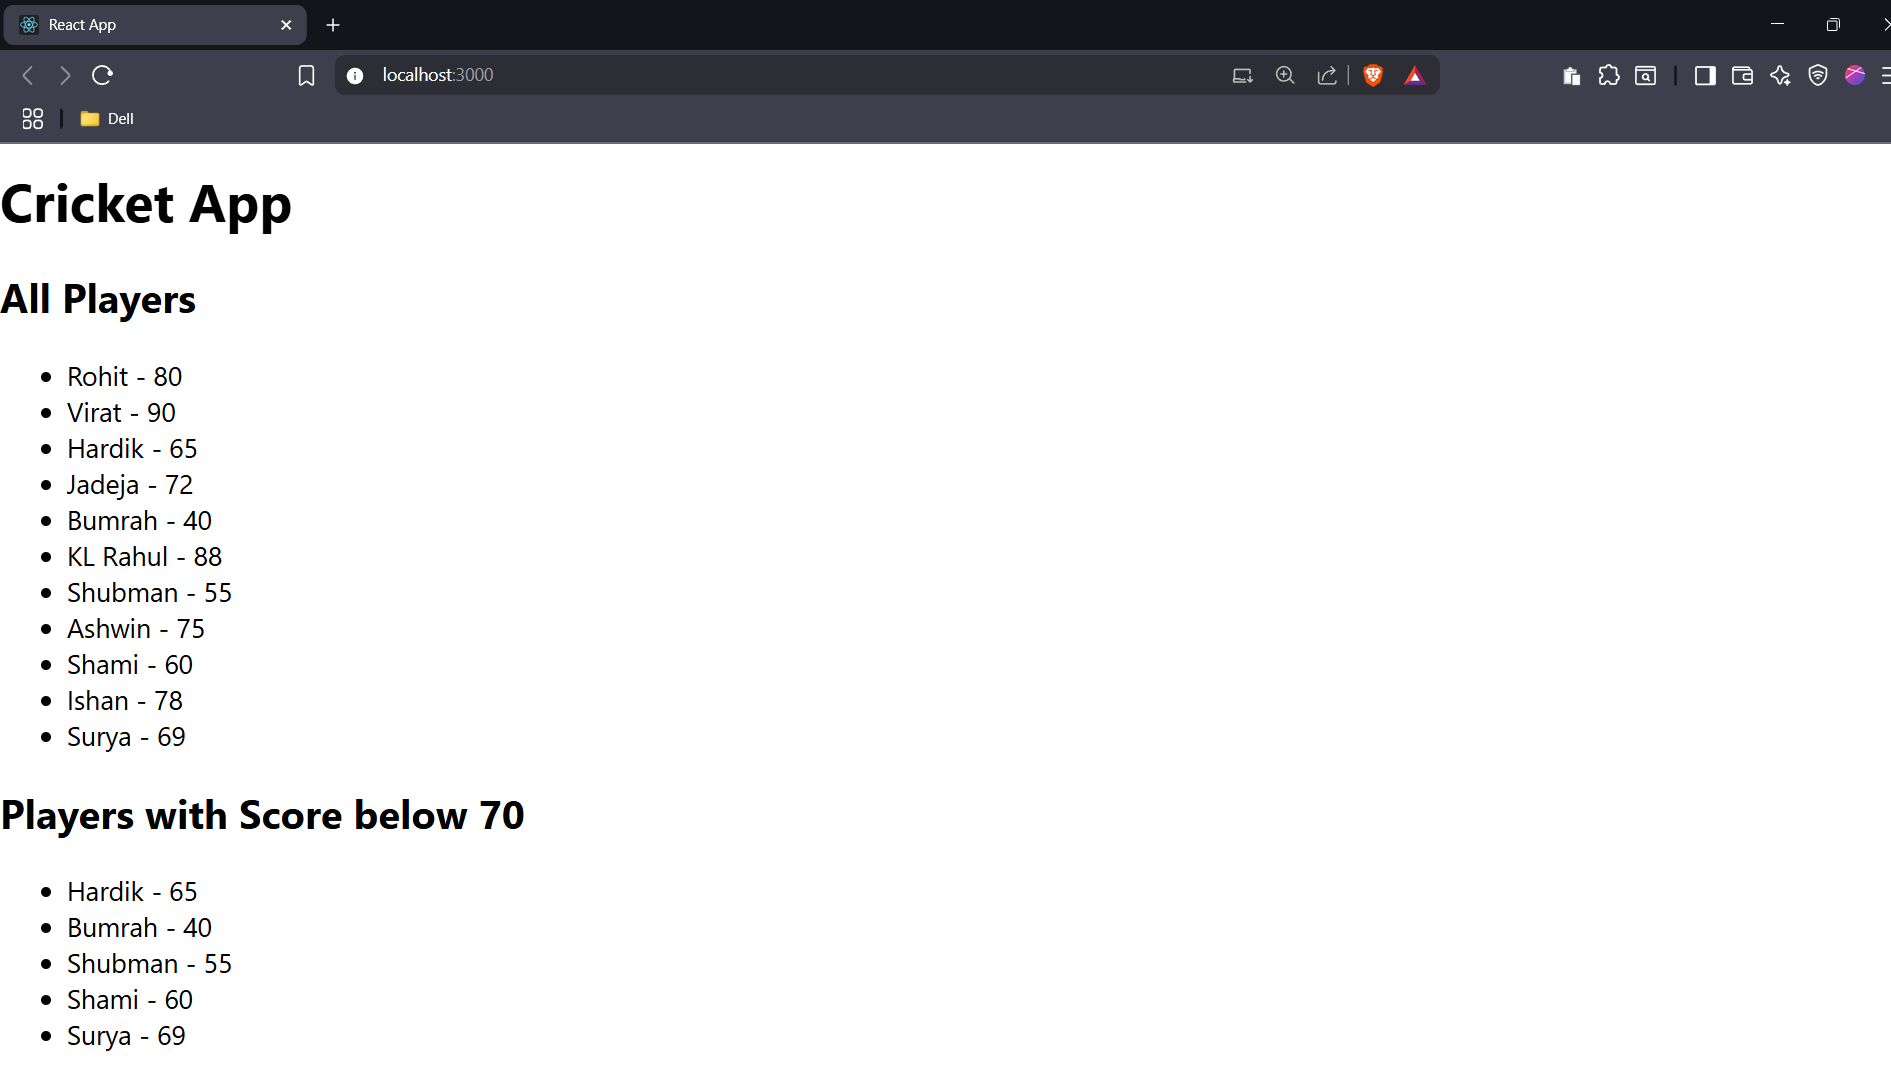 React App
localhost:3000
Dell
Cricket App
All Players
Rohit - 80
Virat - 90
Hardik - 65
Jadeja - 72
Bumrah - 40
KL Rahul - 88
Shubman - 55
Ashwin - 75
Shami - 60
Ishan - 78
Surya - 69
Players with Score below 70
Hardik - 65
Bumrah - 40
Shubman - 55
Shami - 60
Surya - 69